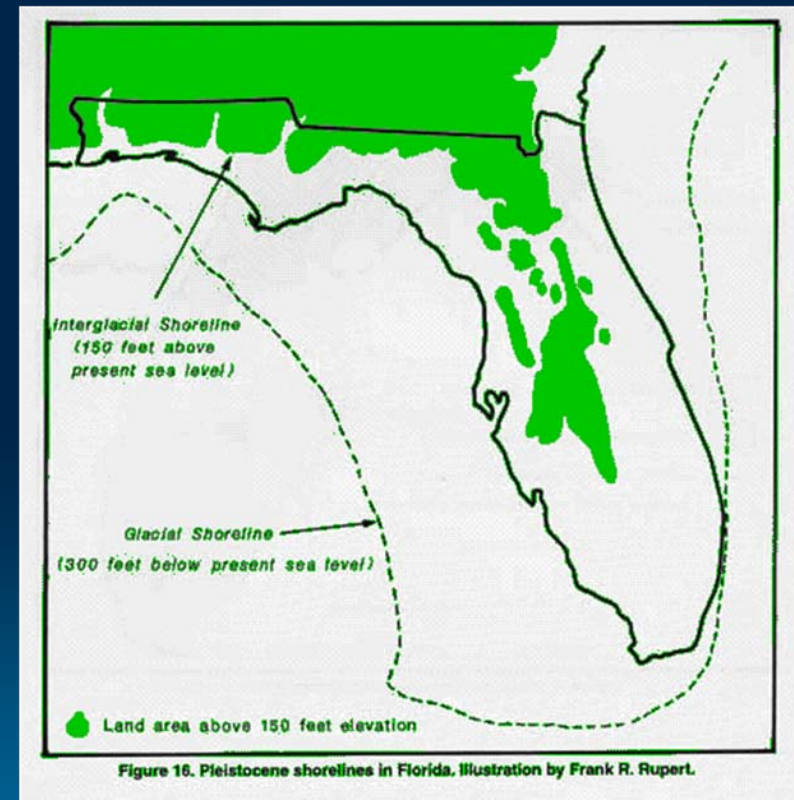 Interglacial Shoreline
(150 feet above
present sea level)
Glacial Shoreline
(300 feet below present sea level)
Land area above 150 feet elevation
Figure 16. Pleistocene shorelines in Florida. Illustration by Frank R. Rupert.